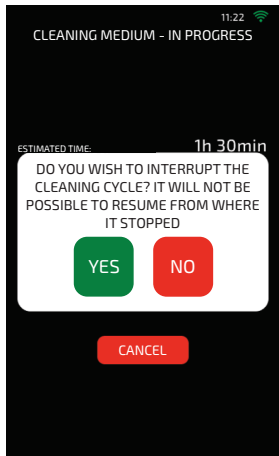 11:22
CLEANING MEDIUM - IN PROGRESS
ESTIMATED TIME: 1h 30min
DO YOU WISH TO INTERRUPT THE
CLEANING CYCLE? IT WILL NOT BE
POSSIBLE TO RESUME FROM WHERE
IT STOPPED
YES NO
CANCEL